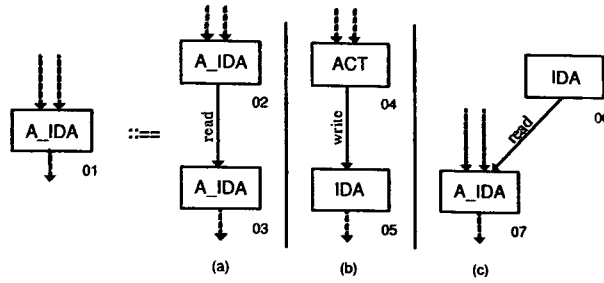 A_IDA
01
::==
A_IDA
02
read
A_IDA
03
(a)
ACT
04
write
IDA
05
(b)
IDA
read
A_IDA
07
(c)